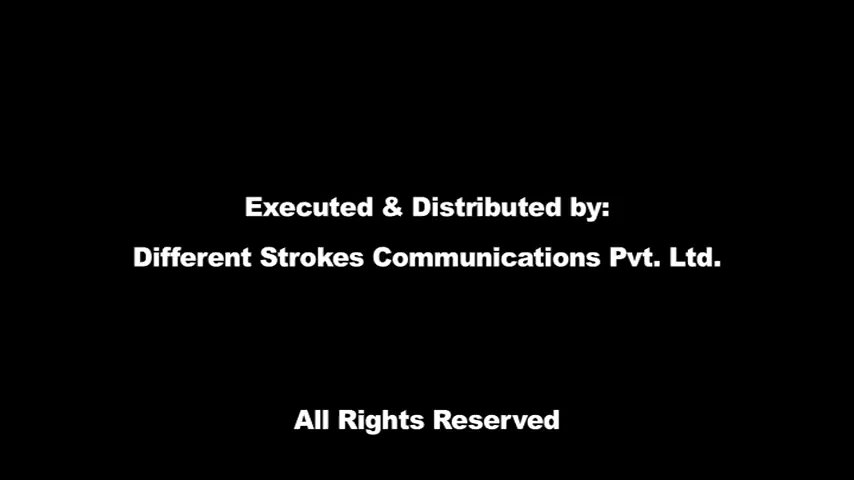 Executed & Distributed by:
Different Strokes Communications Pvt. Ltd.
All Rights Reserved